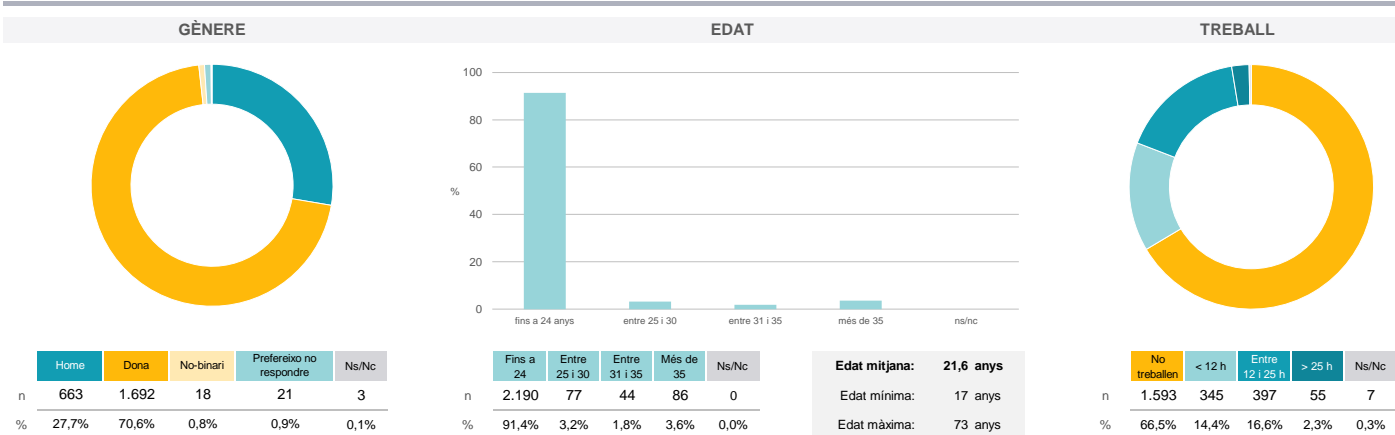 GÈNERE
EDAT
TREBALL
100
80
60
40
20
0
%
fins a 24 anys entre 25 i 30 entre 31 i 35 més de 35 ns/nc
Home Dona No-binari Prefereixo no respondre Ns/Nc
n 663 1.692 18 21 3
% 27,7% 70,6% 0,8% 0,9% 0,1%
Fins a 24 Entre 25 i 30 Entre 31 i 35 Més de 35 Ns/Nc
n 2.190 77 44 86 0
% 91,4% 3,2% 1,8% 3,6% 0,0%
Edat mitjana: 21,6 anys
Edat mínima: 17 anys
Edat màxima: 73 anys
No treballen < 12 h Entre 12 i 25 h > 25 h Ns/Nc
n 1.593 345 397 55 7
% 66,5% 14,4% 16,6% 2,3% 0,3%